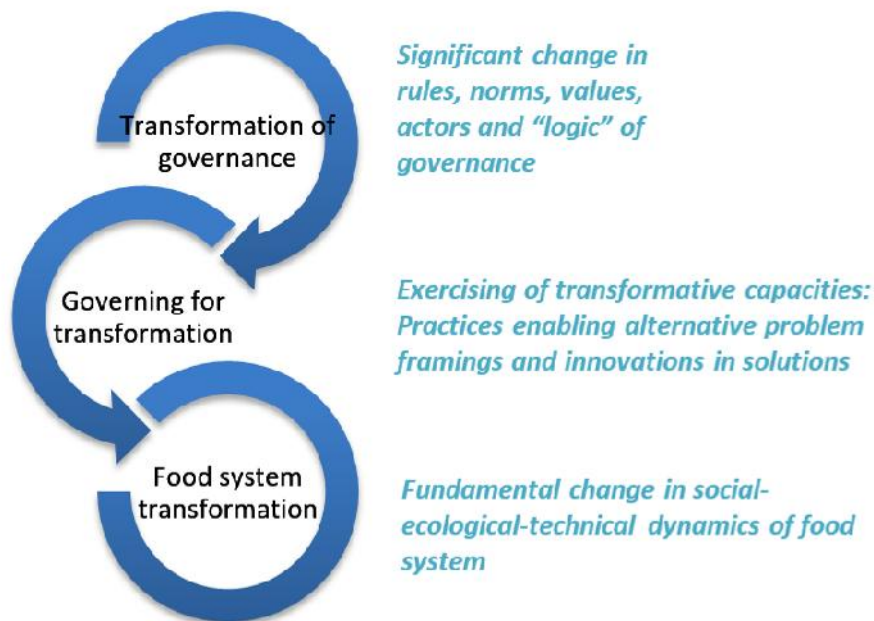 Transformation of
governance
Significant change in
rules, norms, values,
actors and “logic” of
governance
Governing for
transformation
Exercising of transformative capacities:
Practices enabling alternative problem
framings and innovations in solutions
Food system
transformation
Fundamental change in social-
ecological-technical dynamics of food
system